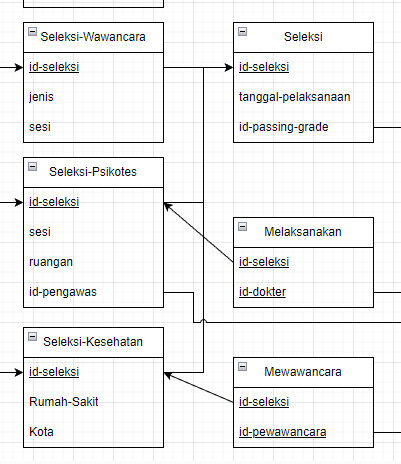 Seleksi-Wawancara
id-seleksi
jenis
sesi
Seleksi
id-seleksi
tanggal-pelaksanaan
id-passing-grade
Seleksi-Psikotes
id-seleksi
sesi
ruangan
id-pengawas
Melaksanakan
id-seleksi
id-dokter
Seleksi-Kesehatan
id-seleksi
Rumah-Sakit
Kota
Mewawancara
id-seleksi
id-pewawancara